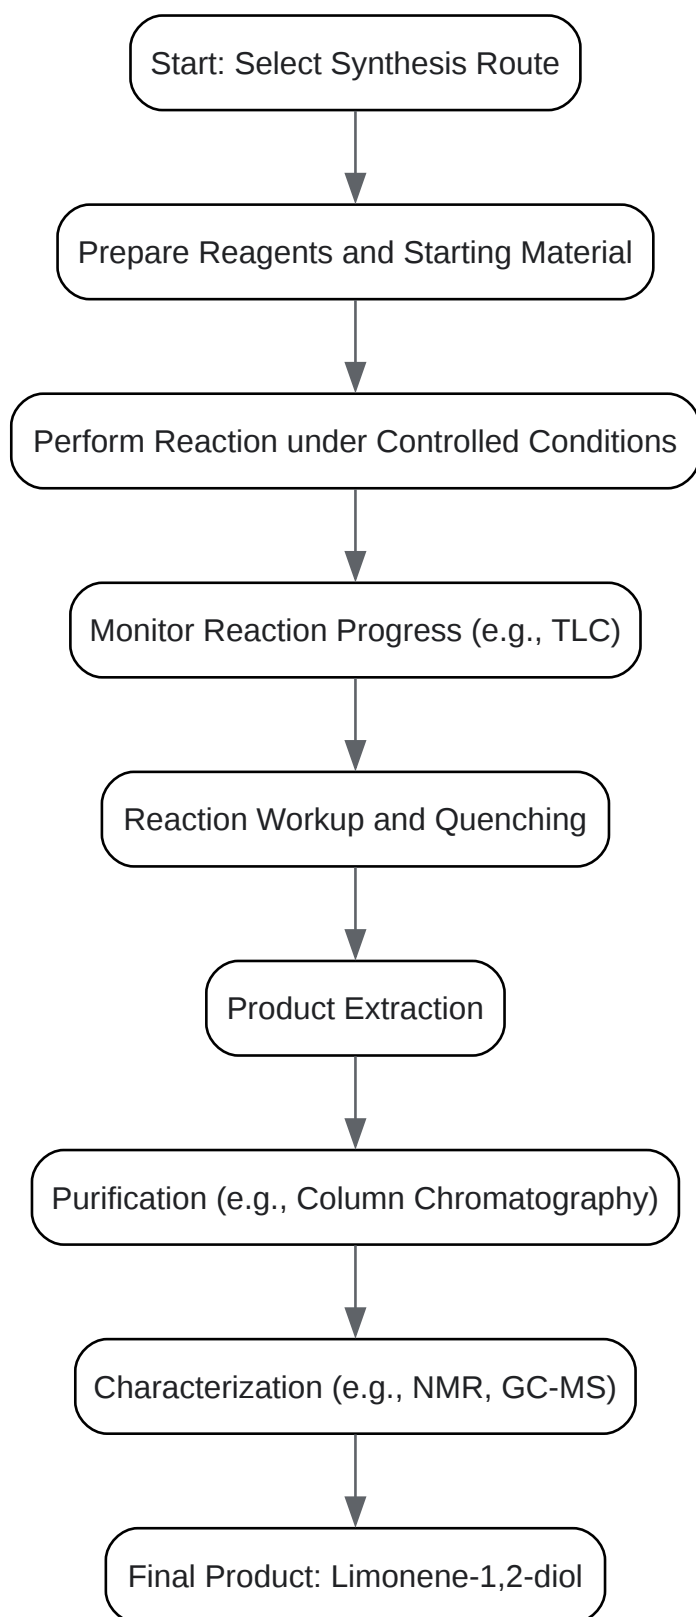 Start: Select Synthesis Route
Prepare Reagents and Starting Material
Perform Reaction under Controlled Conditions
Monitor Reaction Progress (e.g., TLC)
Reaction Workup and Quenching
Product Extraction
Purification (e.g., Column Chromatography)
Characterization (e.g., NMR, GC-MS)
Final Product: Limonene-1,2-diol